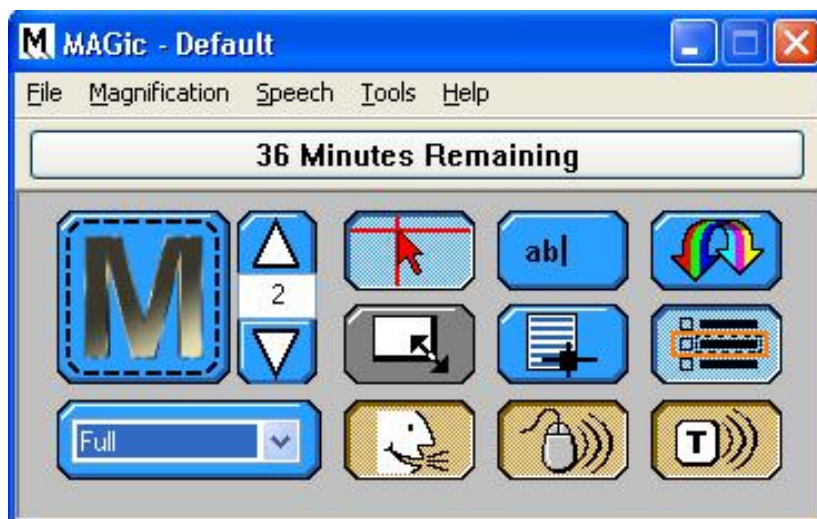 MAGic - Default
File Magnification Speech Tools Help
36 Minutes Remaining
M
2
ab
Full
T